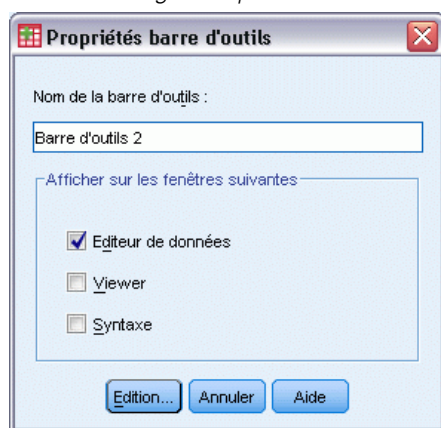 Propriétés barre d'outils
Nom de la barre d'outils :
Barre d'outils 2
Afficher sur les fenêtres suivantes
Editeur de données
Viewer
Syntaxe
Edition... Annuler Aide